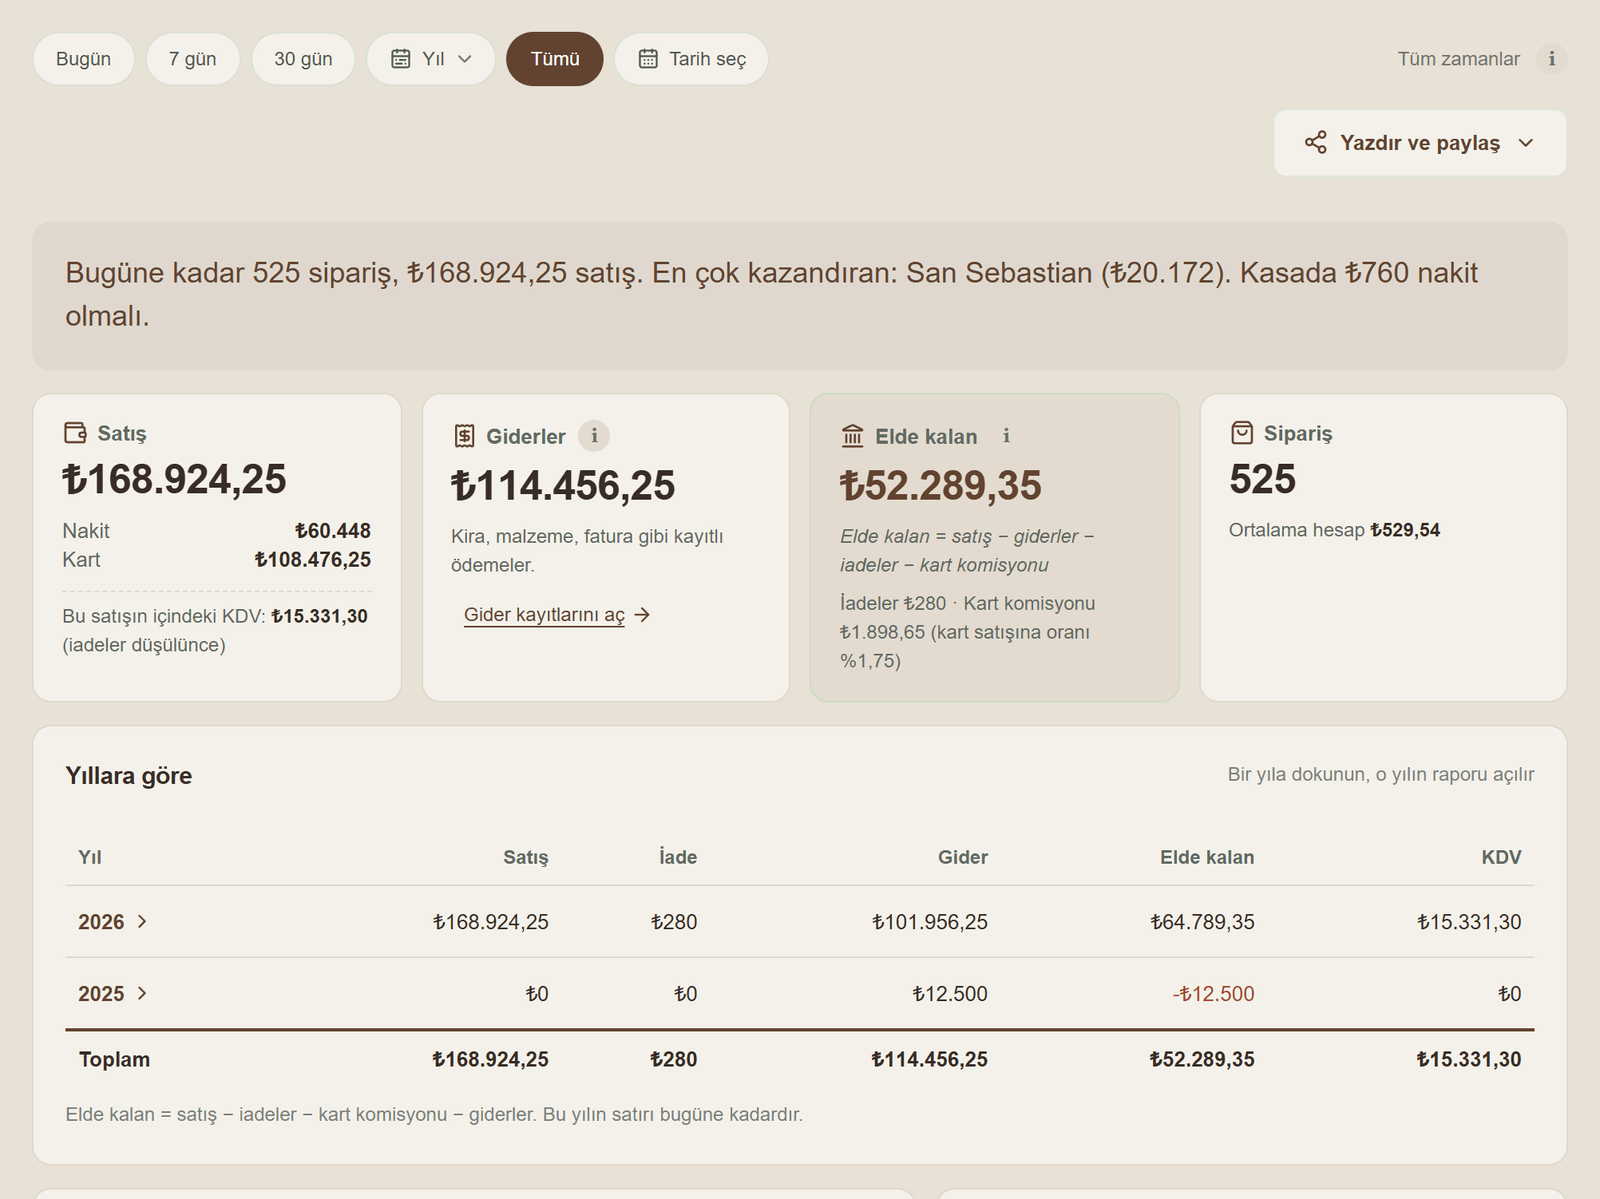 Bugün
7 gün
30 gün
Yıl
Tümü
Tarih seç
Tüm zamanlar
i
Yazdır ve paylaş
Bugüne kadar 525 sipariş, ₺168.924,25 satış. En çok kazandıran: San Sebastian (₺20.172). Kasada ₺760 nakit
olmalı.
Satış
₺168.924,25
Nakit ₺60.448
Kart ₺108.476,25
Bu satışın içindeki KDV: ₺15.331,30
(iadeler düşülünce)
Giderler i
₺114.456,25
Kira, malzeme, fatura gibi kayıtlı
ödemeler.
Gider kayıtlarını aç →
Elde kalan i
₺52.289,35
Elde kalan = satış − giderler −
iadeler − kart komisyonu
İadeler ₺280 · Kart komisyonu
₺1.898,65 (kart satışına oranı
%1,75)
Sipariş
525
Ortalama hesap ₺529,54
Yıllara göre
Bir yıla dokunun, o yılın raporu açılır
Yıl Satış İade Gider Elde kalan KDV
2026 ₺168.924,25 ₺280 ₺101.956,25 ₺64.789,35 ₺15.331,30
2025 ₺0 ₺0 ₺12.500 -₺12.500 ₺0
Toplam ₺168.924,25 ₺280 ₺114.456,25 ₺52.289,35 ₺15.331,30
Elde kalan = satış − iadeler − kart komisyonu − giderler. Bu yılın satırı bugüne kadardır.